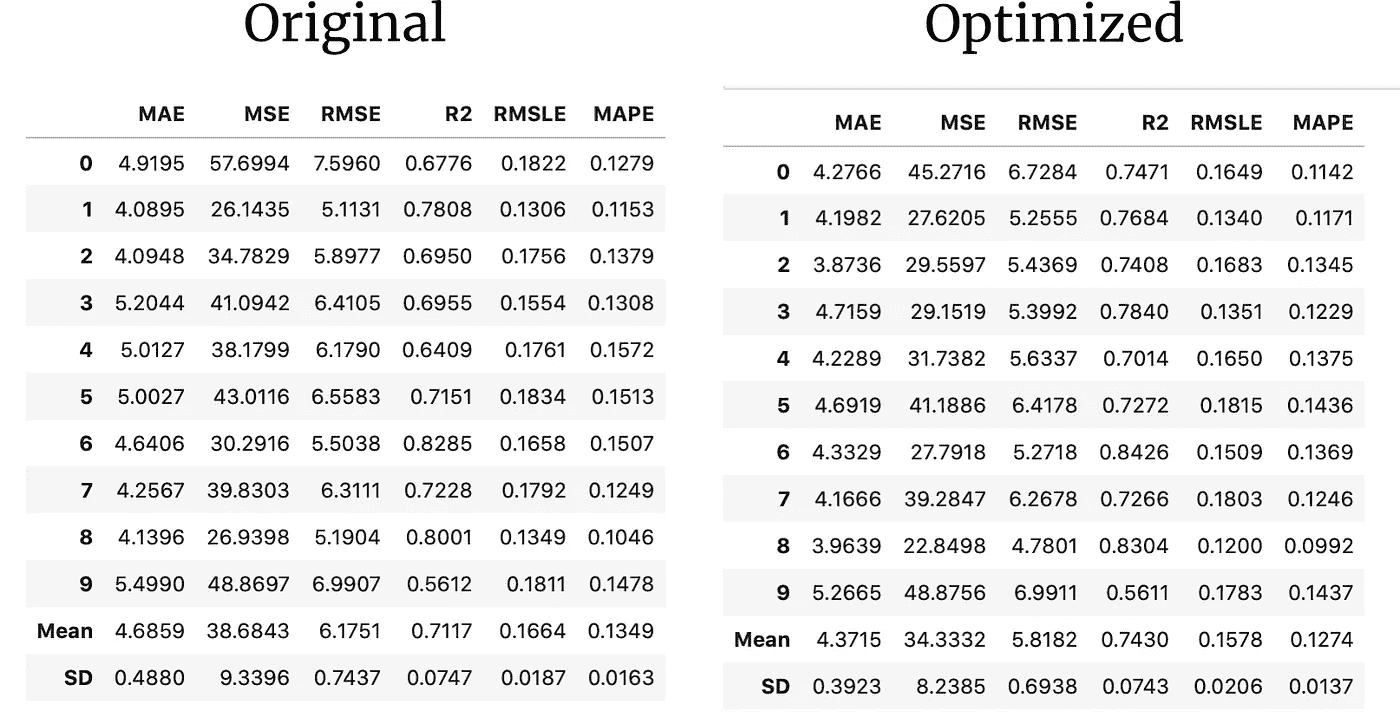 Original
MAE MSE RMSE R2 RMSLE MAPE
0 4.9195 57.6994 7.5960 0.6776 0.1822 0.1279
1 4.0895 26.1435 5.1131 0.7808 0.1306 0.1153
2 4.0948 34.7829 5.8977 0.6950 0.1756 0.1379
3 5.2044 41.0942 6.4105 0.6955 0.1554 0.1308
4 5.0127 38.1799 6.1790 0.6409 0.1761 0.1572
5 5.0027 43.0116 6.5583 0.7151 0.1834 0.1513
6 4.6406 30.2916 5.5038 0.8285 0.1658 0.1507
7 4.2567 39.8303 6.3111 0.7228 0.1792 0.1249
8 4.1396 26.9398 5.1904 0.8001 0.1349 0.1046
9 5.4990 48.8697 6.9907 0.5612 0.1811 0.1478
Mean 4.6859 38.6843 6.1751 0.7117 0.1664 0.1349
SD 0.4880 9.3396 0.7437 0.0747 0.0187 0.0163
Optimized
MAE MSE RMSE R2 RMSLE MAPE
0 4.2766 45.2716 6.7284 0.7471 0.1649 0.1142
1 4.1982 27.6205 5.2555 0.7684 0.1340 0.1171
2 3.8736 29.5597 5.4369 0.7408 0.1683 0.1345
3 4.7159 29.1519 5.3992 0.7840 0.1351 0.1229
4 4.2289 31.7382 5.6337 0.7014 0.1650 0.1375
5 4.6919 41.1886 6.4178 0.7272 0.1815 0.1436
6 4.3329 27.7918 5.2718 0.8426 0.1509 0.1369
7 4.1666 39.2847 6.2678 0.7266 0.1803 0.1246
8 3.9639 22.8498 4.7801 0.8304 0.1200 0.0992
9 5.2665 48.8756 6.9911 0.5611 0.1783 0.1437
Mean 4.3715 34.3332 5.8182 0.7430 0.1578 0.1274
SD 0.3923 8.2385 0.6938 0.0743 0.0206 0.0137